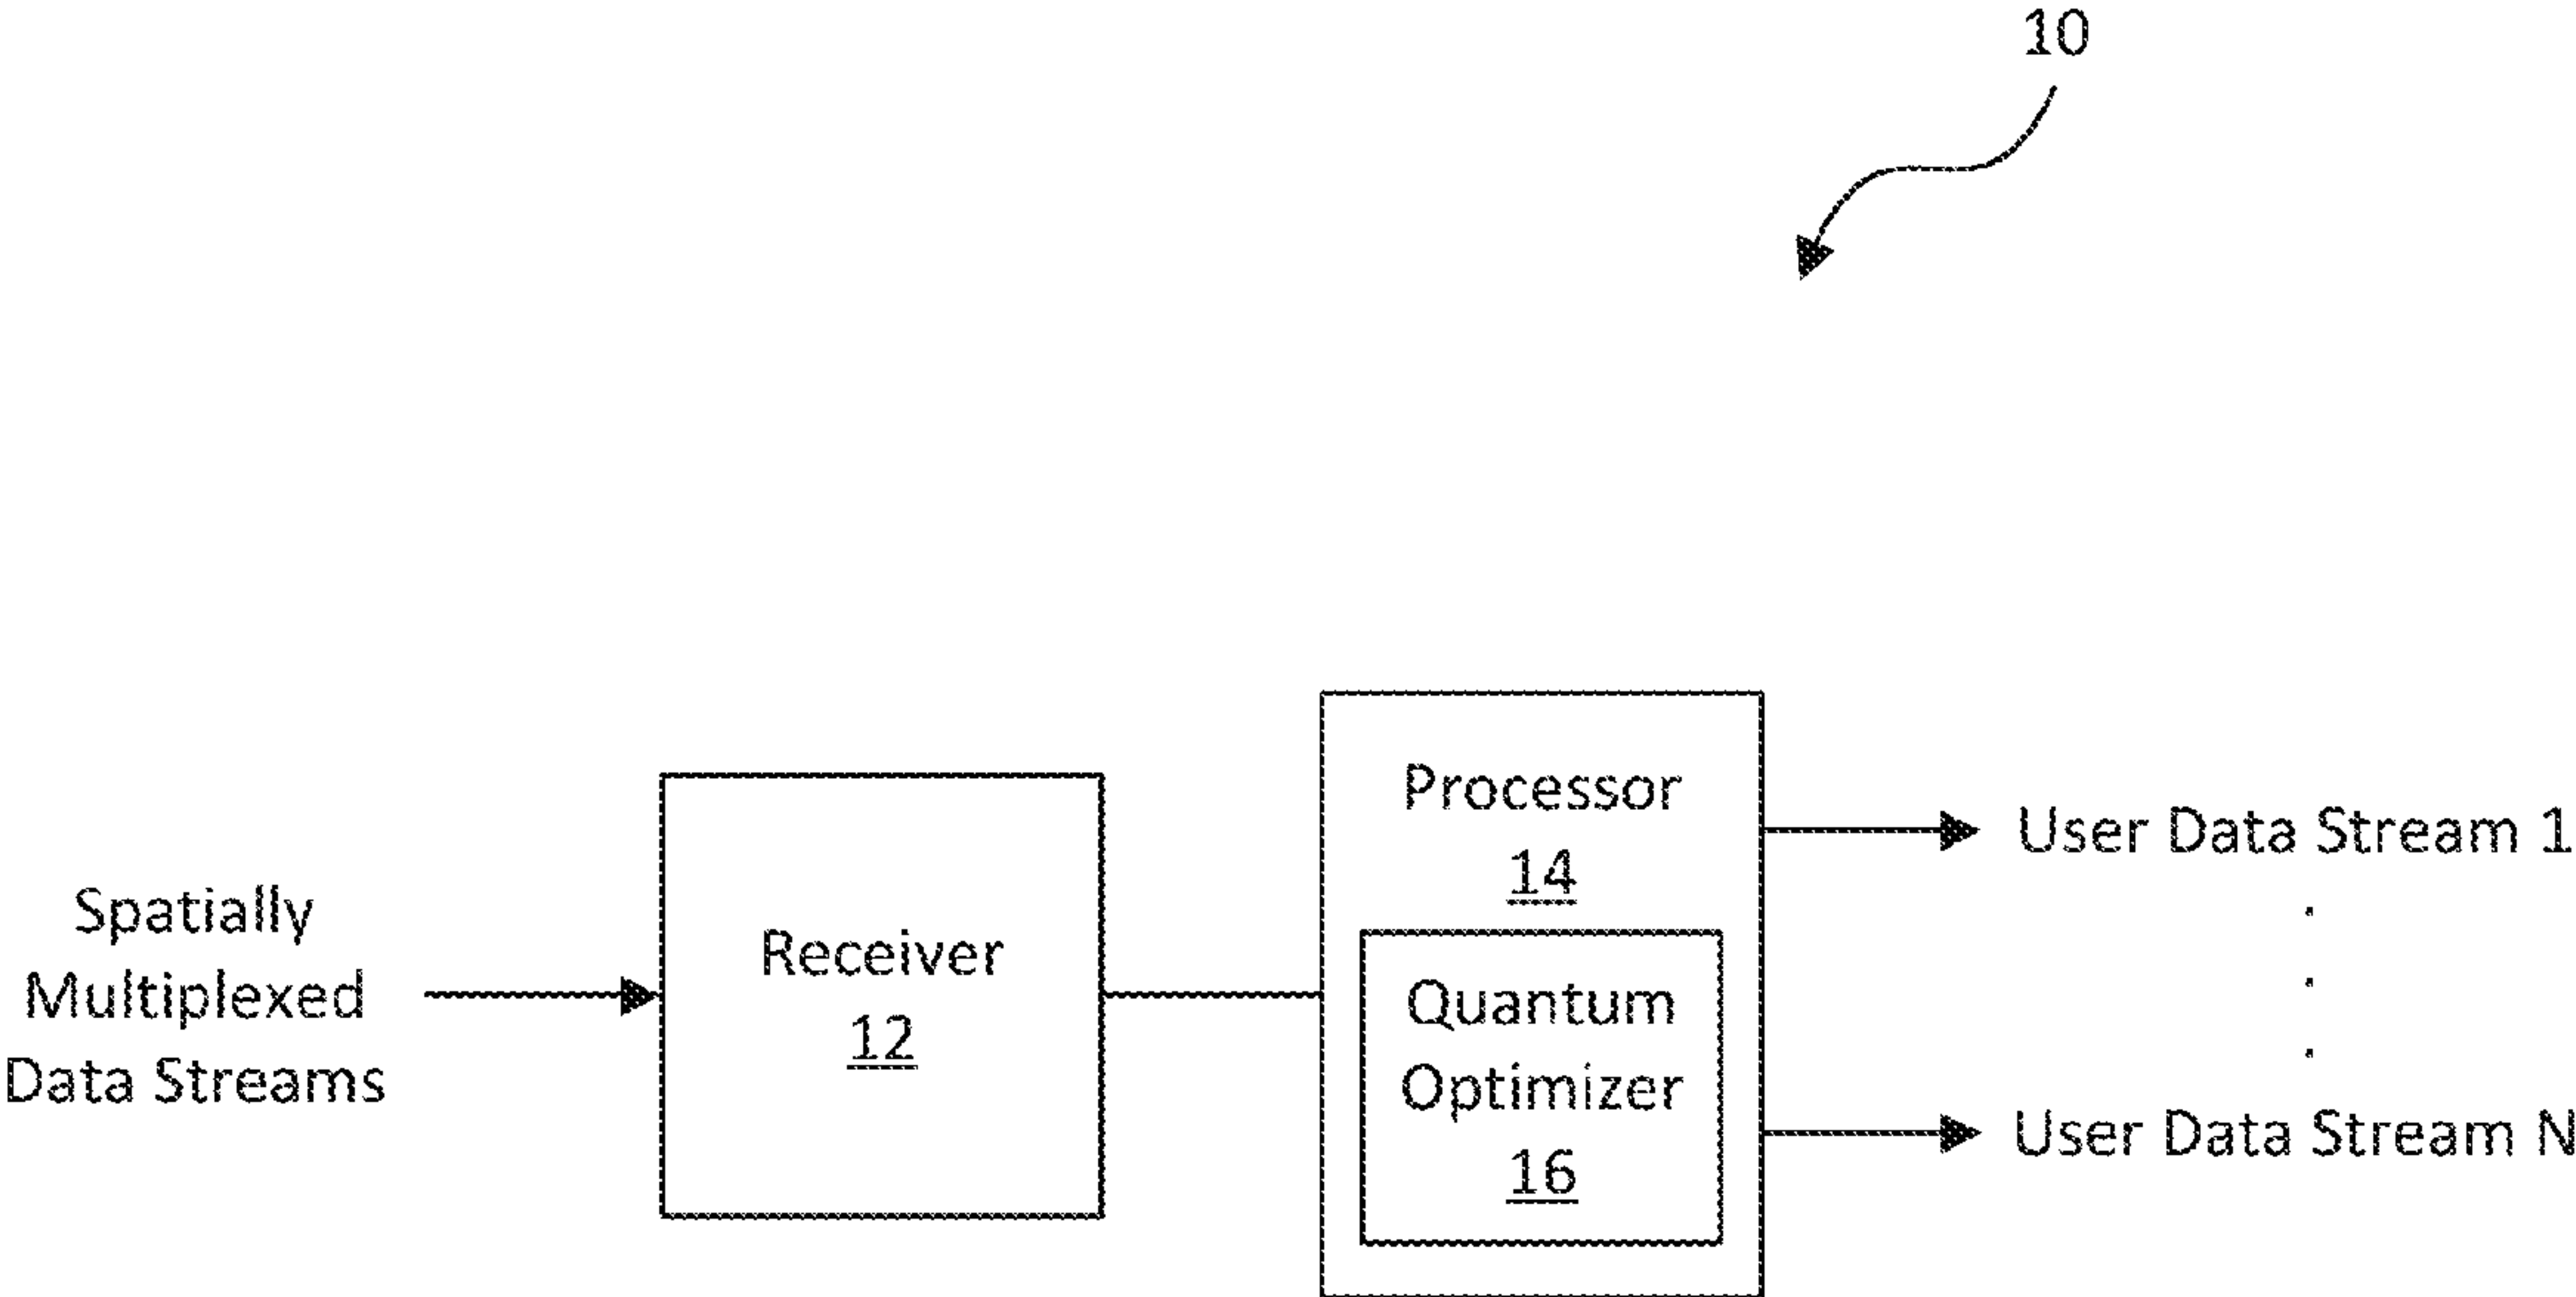 10
Spatially
Multiplexed
Data Streams
Receiver
12
Processor
14
Quantum
Optimizer
16
User Data Stream 1
.
.
.
User Data Stream N